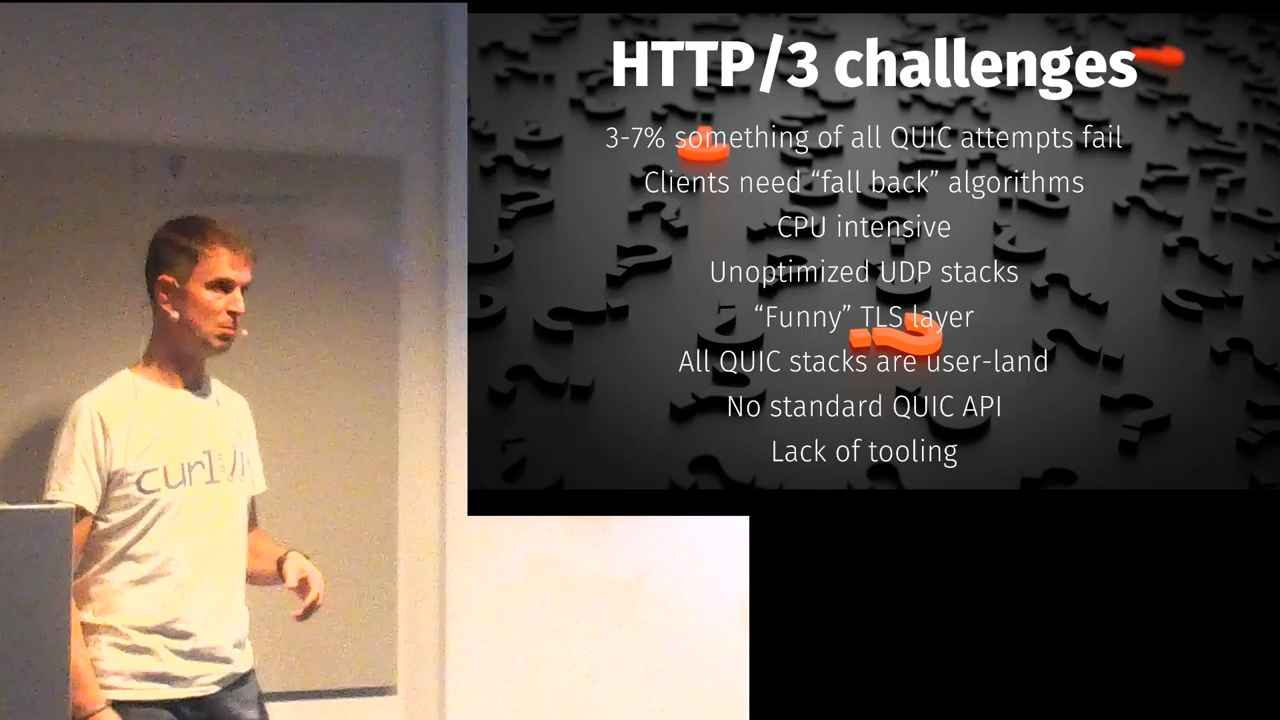 HTTP/3 challenges
3-7% something of all QUIC attempts fail
Clients need “fall back” algorithms
CPU intensive
Unoptimized UDP stacks
“Funny” TLS layer
All QUIC stacks are user-land
No standard QUIC API
Lack of tooling
curl://